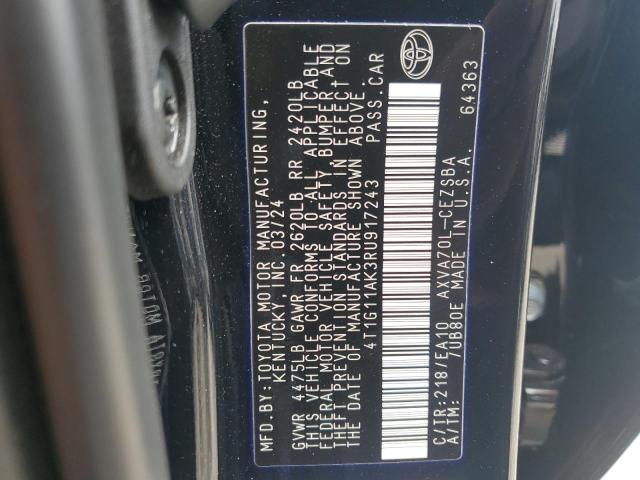 MFD.BY:TOYOTA MOTOR MANUFACTURING,
KENTUCKY,INC.03/24
GVWR 4475LB GAWR FR 2620LB RR 2420LB
THIS VEHICLE CONFORMS TO ALL APPLICABLE
FEDERAL MOTOR VEHICLE SAFETY, BUMPER,AND
THEFT PREVENTION STANDARDS IN EFFECT ON
THE DATE OF MANUFACTURE SHOWN ABOVE.
4T1G11AK3RU917243 PASS.CAR
C/TR:218/EA10 AXVA70L-CEZSBA
A/TM: 7UB80E MADE IN U.S.A.
64363